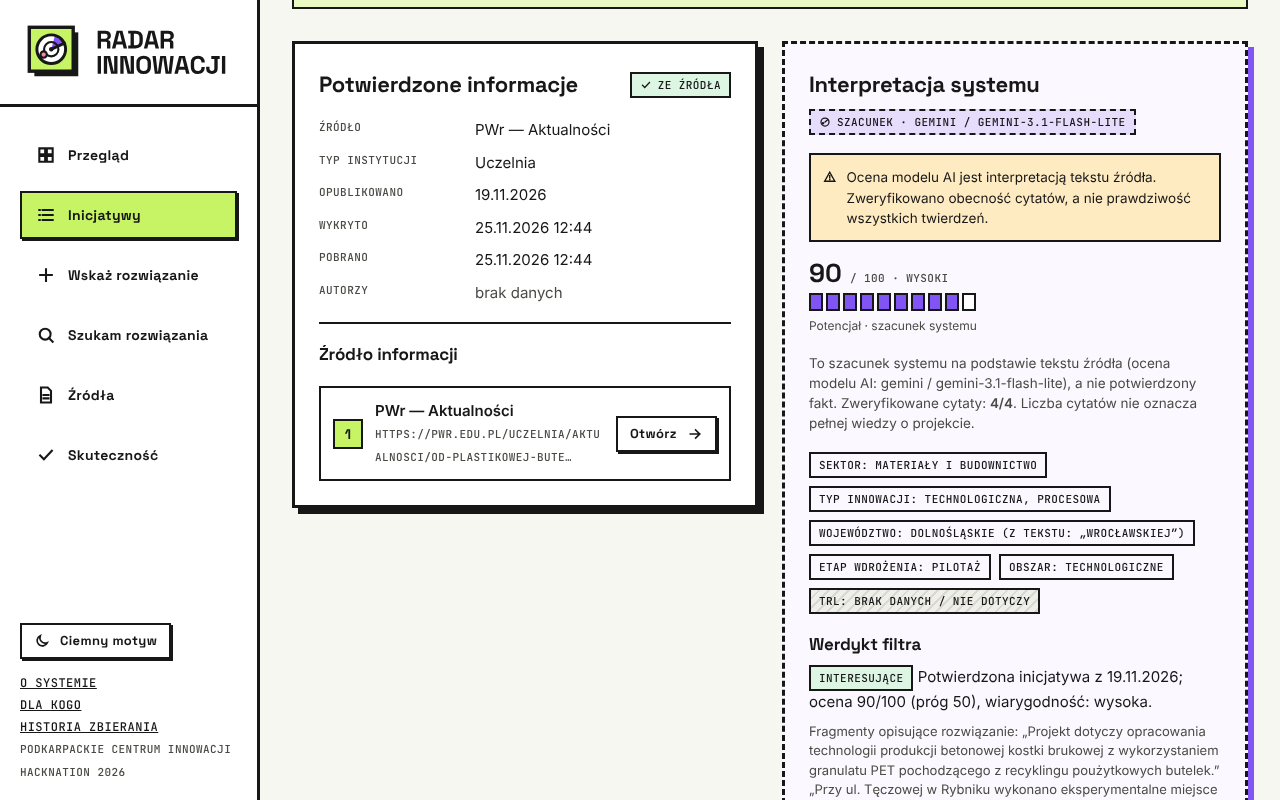 RADAR
INNOWACJI
Przegląd
Inicjatywy
Wskaż rozwiązanie
Szukam rozwiązania
Źródła
Skuteczność
Ciemny motyw
O SYSTEMIE
DLA KOGO
HISTORIA ZBIERANIA
PODKARPACKIE CENTRUM INNOWACJI
HACKNATION 2026
Potwierdzone informacje
ZE ŹRÓDŁA
ŹRÓDŁO PWr — Aktualności
TYP INSTYTUCJI Uczelnia
OPUBLIKOWANO 19.11.2026
WYKRYTO 25.11.2026 12:44
POBRANO 25.11.2026 12:44
AUTORZY brak danych
Źródło informacji
1
PWr — Aktualności
HTTPS://PWR.EDU.PL/UCZELNIA/AKTU
ALNOSCI/OD-PLASTIKOWEJ-BUTE…
Otwórz
Interpretacja systemu
SZACUNEK · GEMINI / GEMINI-3.1-FLASH-LITE
Ocena modelu AI jest interpretacją tekstu źródła.
Zweryfikowano obecność cytatów, a nie prawdziwość
wszystkich twierdzeń.
90 / 100 · WYSOKI
Potencjał · szacunek systemu
To szacunek systemu na podstawie tekstu źródła (ocena
modelu AI: gemini / gemini-3.1-flash-lite), a nie potwierdzony
fakt. Zweryfikowane cytaty: 4/4. Liczba cytatów nie oznacza
pełnej wiedzy o projekcie.
SEKTOR: MATERIAŁY I BUDOWNICTWO
TYP INNOWACJI: TECHNOLOGICZNA, PROCESOWA
WOJEWÓDZTWO: DOLNOŚLĄSKIE (Z TEKSTU: „WROCŁAWSKIEJ”)
ETAP WDROŻENIA: PILOTAŻ
OBSZAR: TECHNOLOGICZNE
TRL: BRAK DANYCH / NIE DOTYCZY
Werdykt filtra
INTERESUJĄCE Potwierdzona inicjatywa z 19.11.2026;
ocena 90/100 (próg 50), wiarygodność: wysoka.
Fragmenty opisujące rozwiązanie: „Projekt dotyczy opracowania
technologii produkcji betonowej kostki brukowej z wykorzystaniem
granulatu PET pochodzącego z recyklingu poużytkowych butelek.”
„Przy ul. Tęczowej w Rybniku wykonano eksperymentalne miejsce